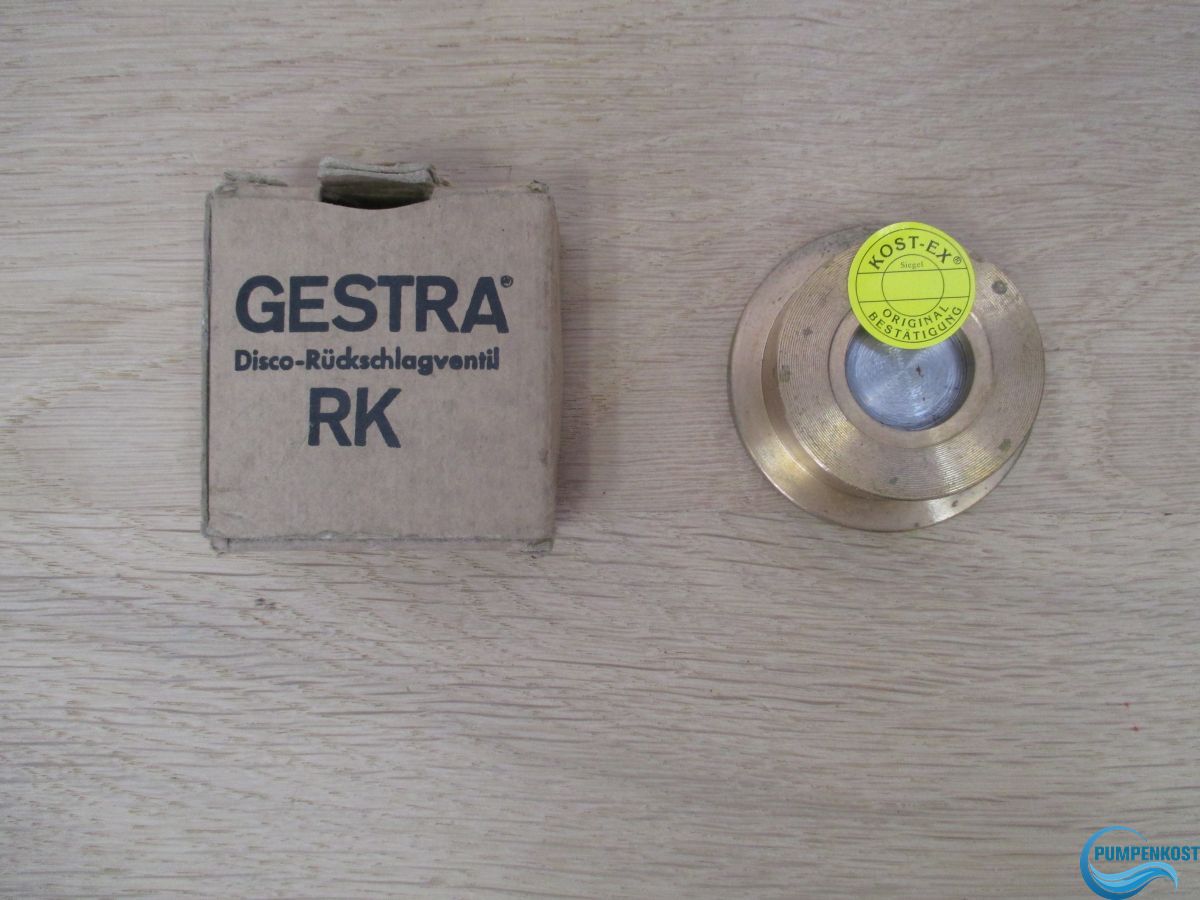 GESTRA®
Disco-Rückschlagventil
RK
KOST-EX®
Siegel
ORIGINAL
BESTÄTIGUNG
PUMPENKOST